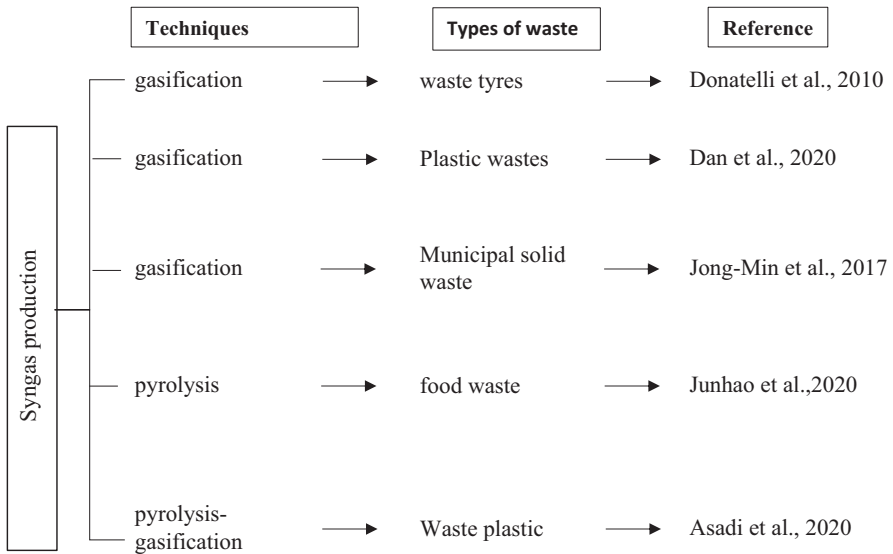 Techniques
Types of waste
Reference
Syngas production
gasification
waste tyres
Donatelli et al., 2010
gasification
Plastic wastes
Dan et al., 2020
gasification
Municipal solid
waste
Jong-Min et al., 2017
pyrolysis
food waste
Junhao et al.,2020
pyrolysis-
gasification
Waste plastic
Asadi et al., 2020